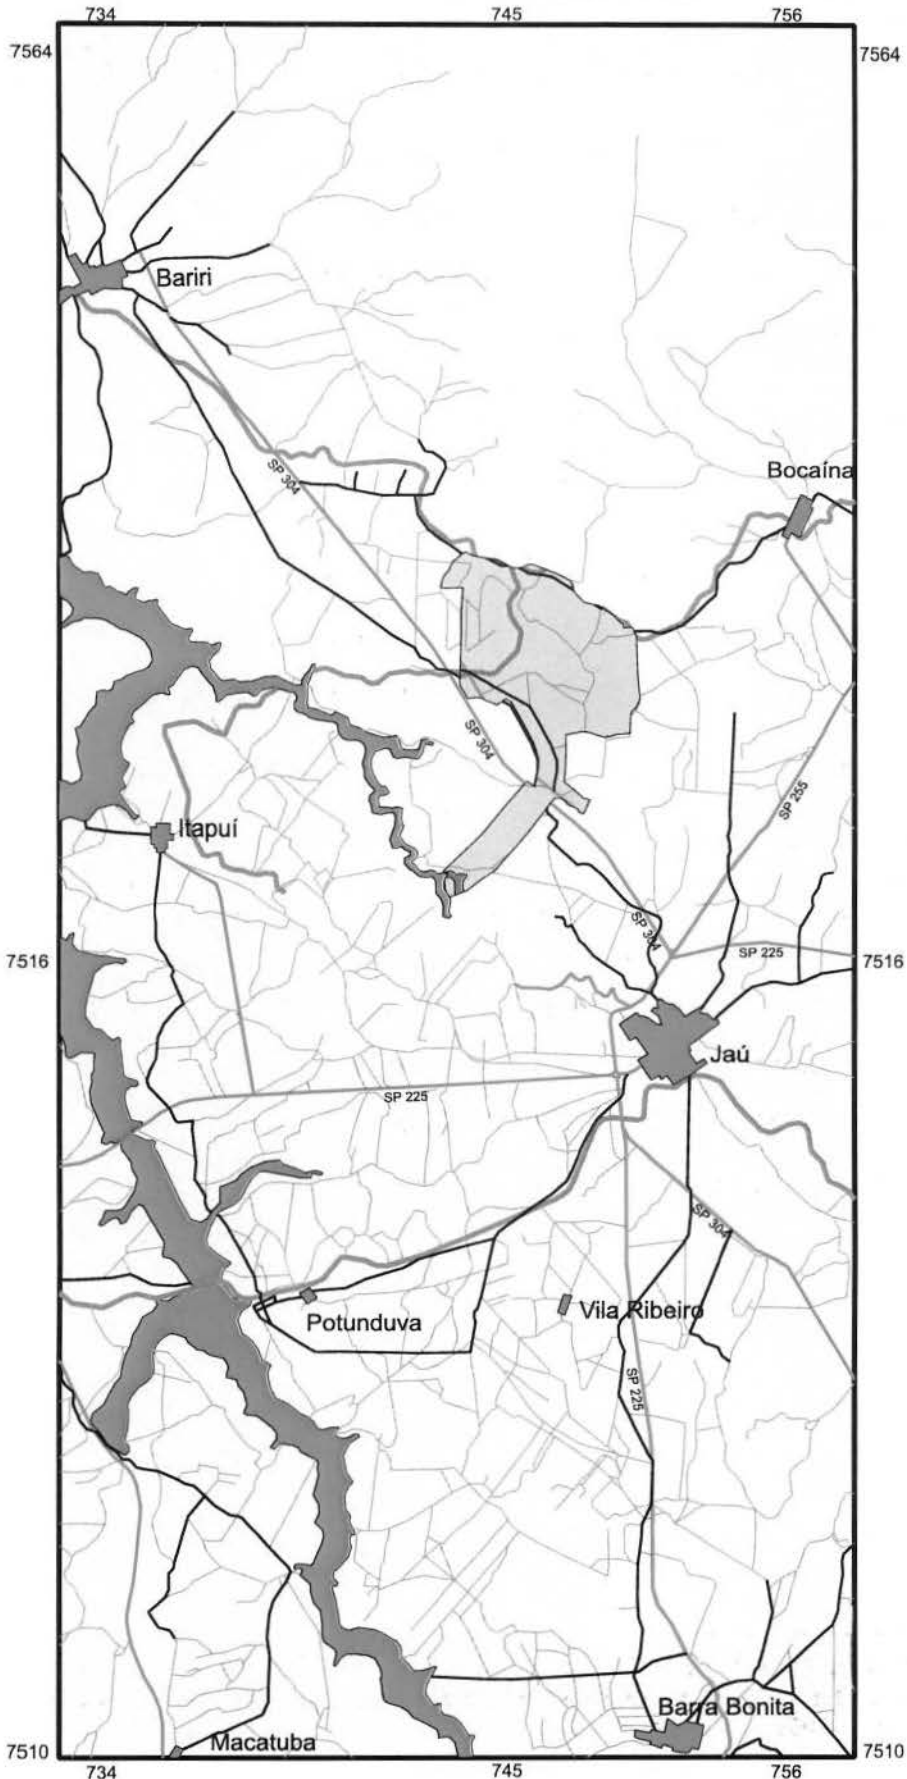 734 745 756
7564 7564
Bariri
Bocaína
SP 304
SP 304
SP 255
Itapuí
SP 304
7516 SP 225 7516
Jaú
SP 225
SP 304
Vila Ribeiro
Potunduva
SP 225
Barra Bonita
Macatuba
7510 7510
734 745 756